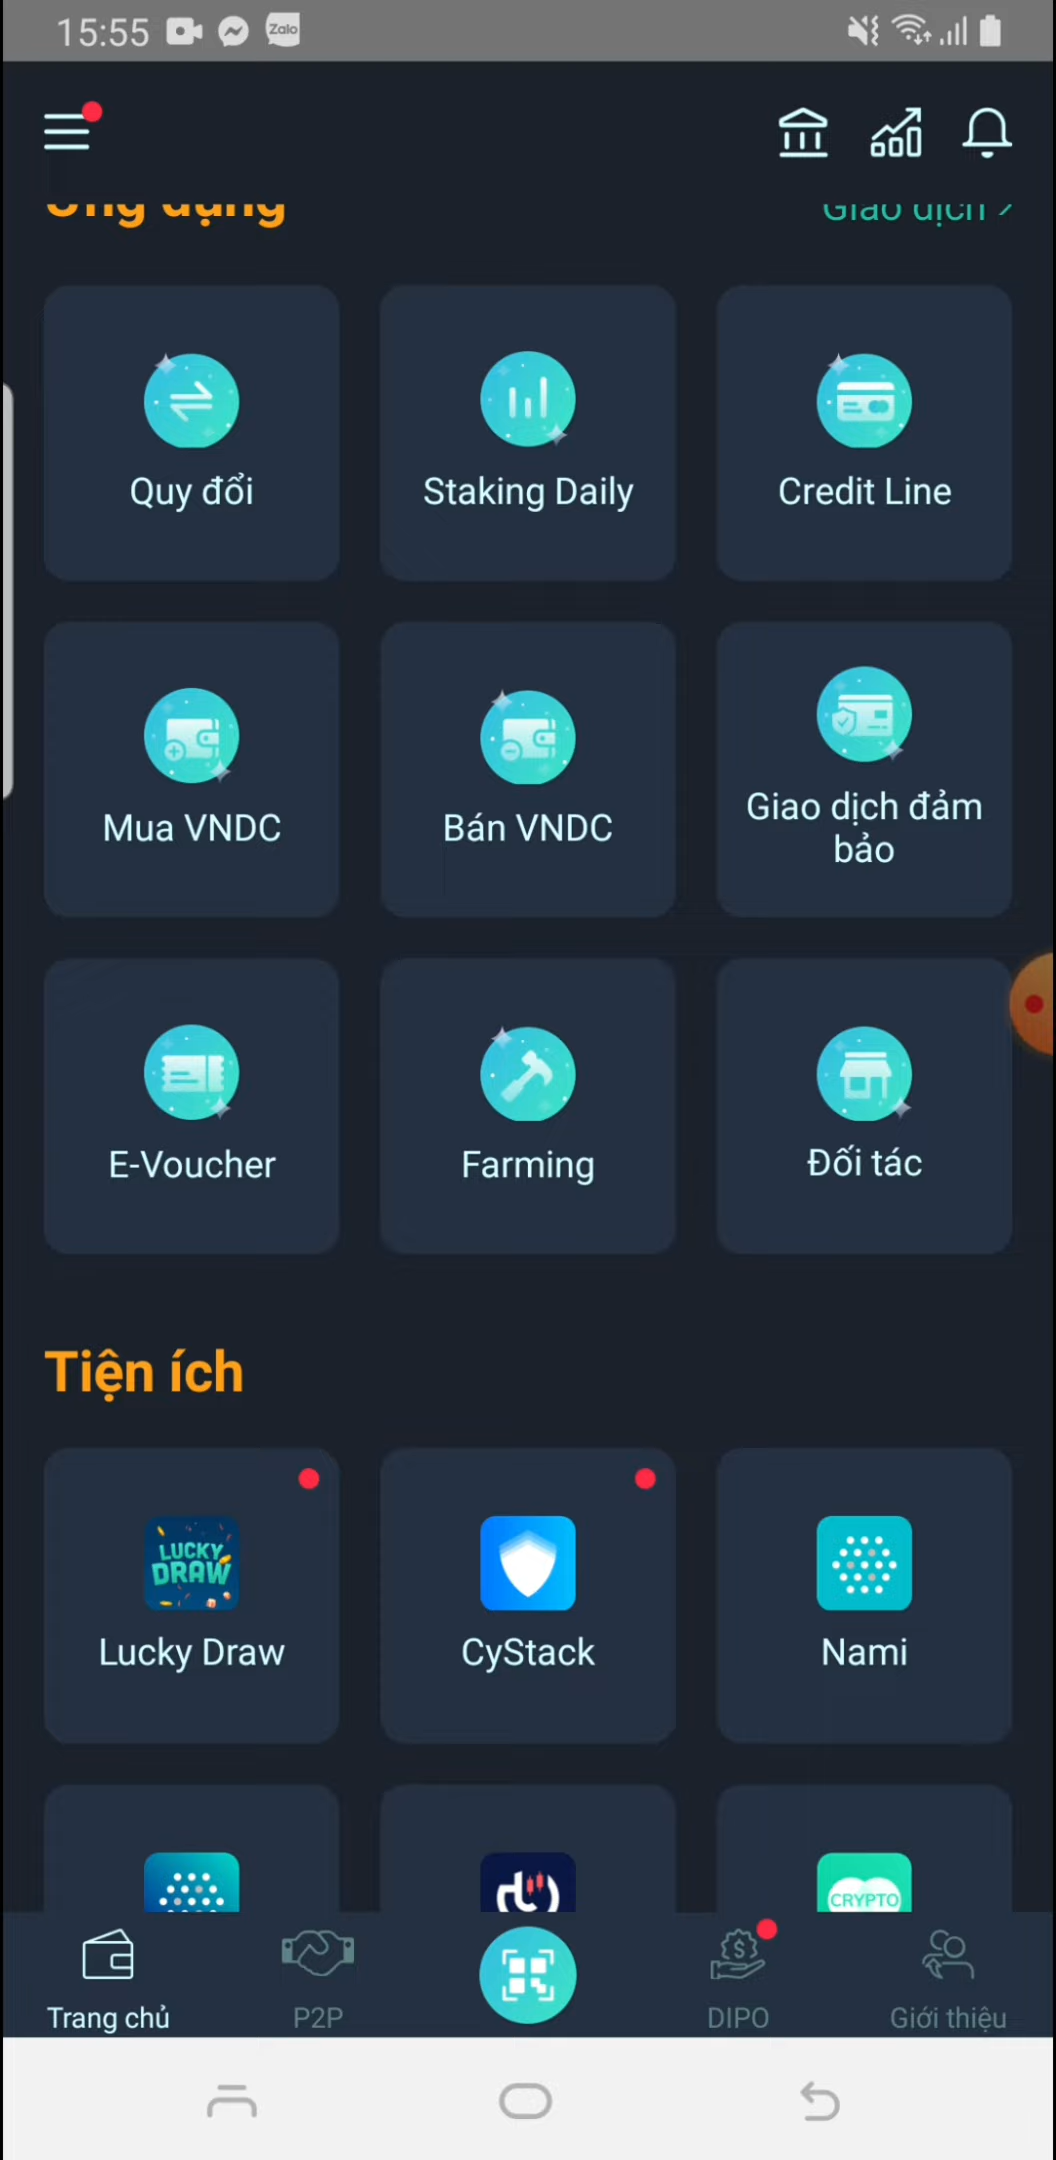 15:55
Zalo
Ứng dụng
Giao dịch >
Quy đổi
Staking Daily
Credit Line
Mua VNDC
Bán VNDC
Giao dịch đảm
bảo
E-Voucher
Farming
Đối tác
Tiện ích
LUCKY
DRAW
Lucky Draw
CyStack
Nami
CRYPTO
Trang chủ
P2P
DIPO
Giới thiệu